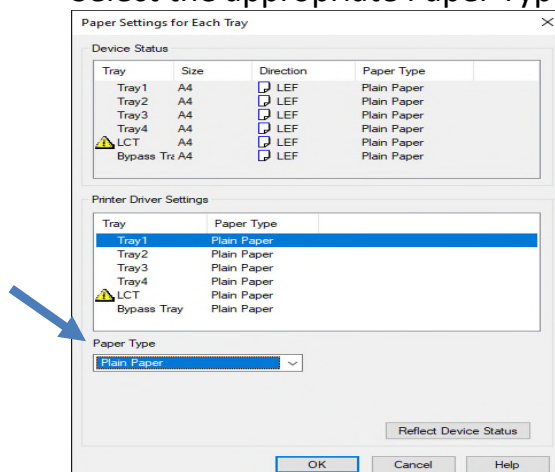 Select the appropriate Paper Typ
Paper Settings for Each Tray
Device Status
Tray Size Direction Paper Type
Tray1 A4 LEF Plain Paper
Tray2 A4 LEF Plain Paper
Tray3 A4 LEF Plain Paper
Tray4 A4 LEF Plain Paper
LCT A4 LEF Plain Paper
Bypass Tra A4 LEF Plain Paper
Printer Driver Settings
Tray Paper Type
Tray1 Plain Paper
Tray2 Plain Paper
Tray3 Plain Paper
Tray4 Plain Paper
LCT Plain Paper
Bypass Tray Plain Paper
Paper Type
Plain Paper
Reflect Device Status
OK Cancel Help